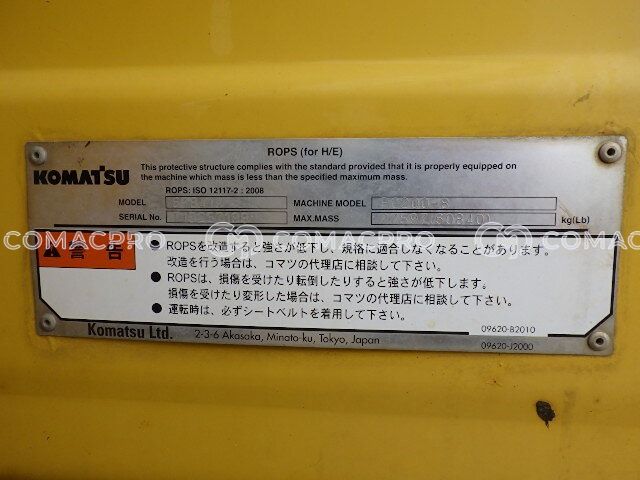 ROPS (for H/E)
KOMATSU
This protective structure complies with the standard provided that it is properly equipped on
the machine which mass is less than the specified maximum mass.
ROPS: ISO 12117-2 : 2008
MODEL MACHINE MODEL
SERIAL No. MAX.MASS kg(Lb)
COMACPRO COMACPRO COMACPRO
警告
● ROPSを改造すると強さが低下し、規格に適合しなくなることがあります。
改造を行う場合は、コマツの代理店に相談して下さい。
● ROPSは、損傷を受けたり転倒したりすると強さが低下します。
損傷を受けたり変形した場合は、コマツの代理店に相談して下さい。
● 運転時は、必ずシートベルトを着用して下さい。
09620-B2010
Komatsu Ltd. 2-3-6 Akasaka, Minato-ku, Tokyo, Japan
09620-J2000